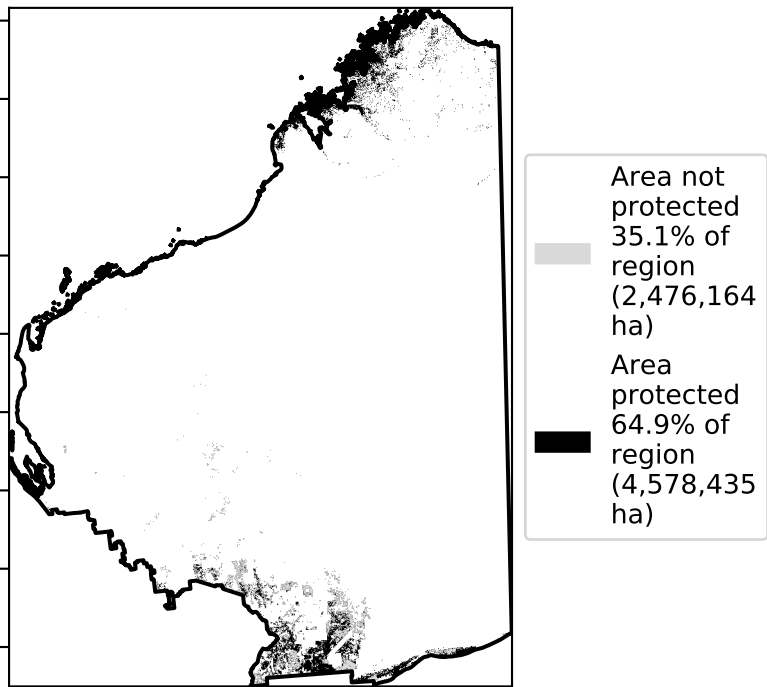 Area not
protected
35.1% of
region
(2,476,164
ha)
Area
protected
64.9% of
region
(4,578,435
ha)